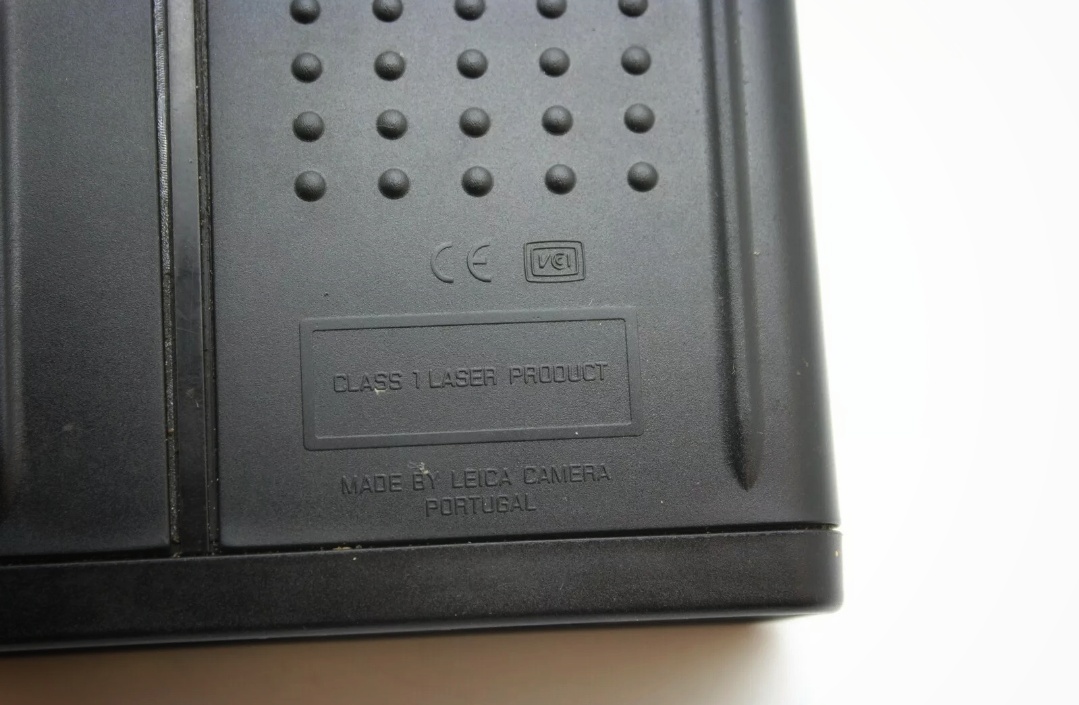 CE VCI
CLASS 1 LASER PRODUCT
MADE BY LEICA CAMERA
PORTUGAL